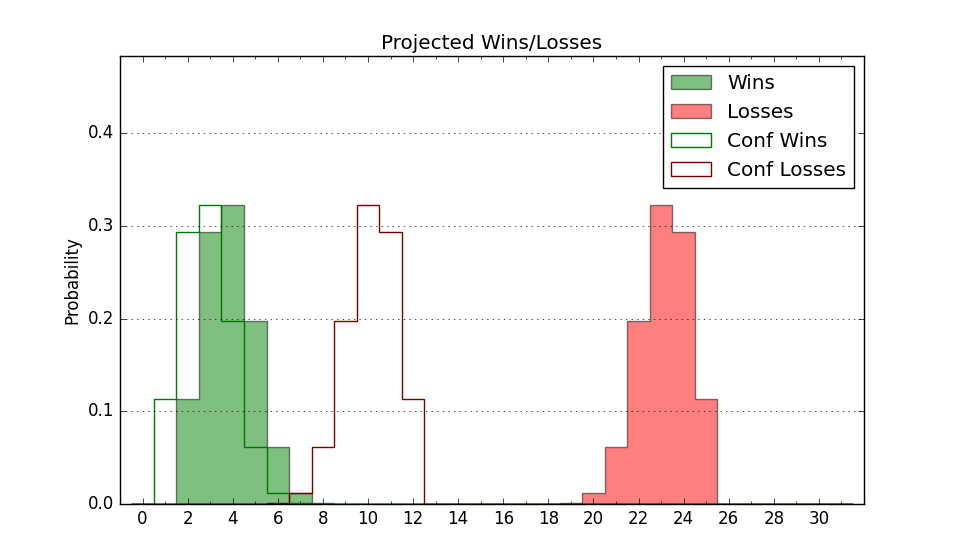 Projected Wins/Losses
Wins
Losses
Conf Wins
Conf Losses
Probability
0.4
0.3
0.2
0.1
0.0
0 2 4 6 8 10 12 14 16 18 20 22 24 26 28 30